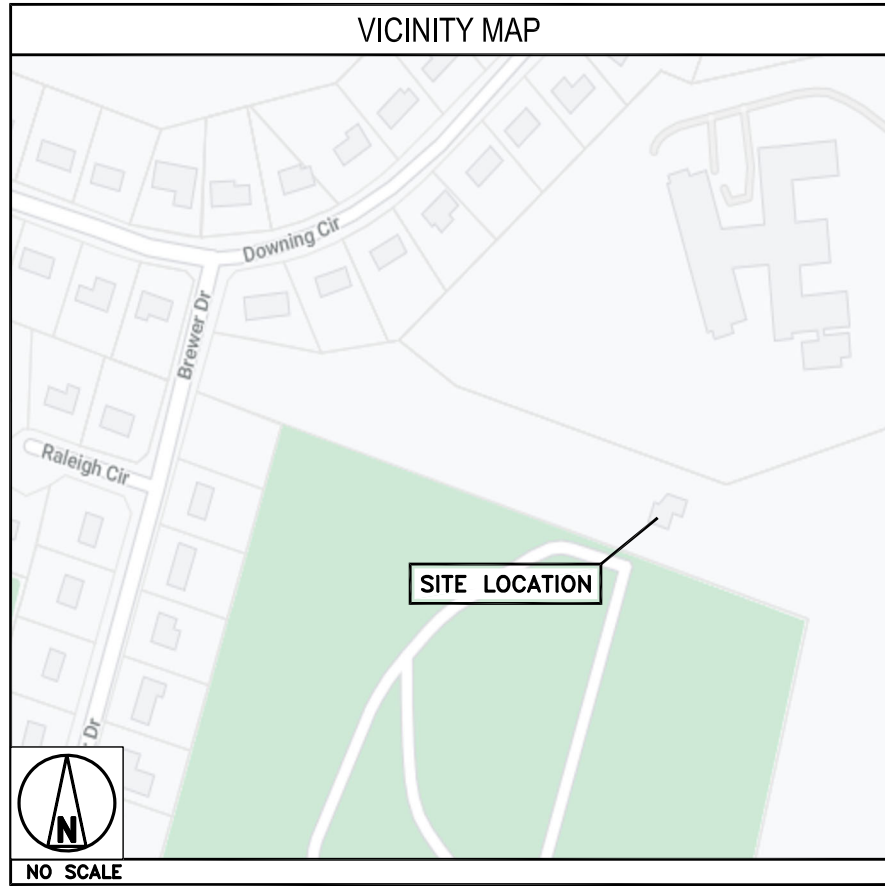 VICINITY MAP
Downing Cir
Brewer Dr
Raleigh Cir
SITE LOCATION
r Dr
N
NO SCALE